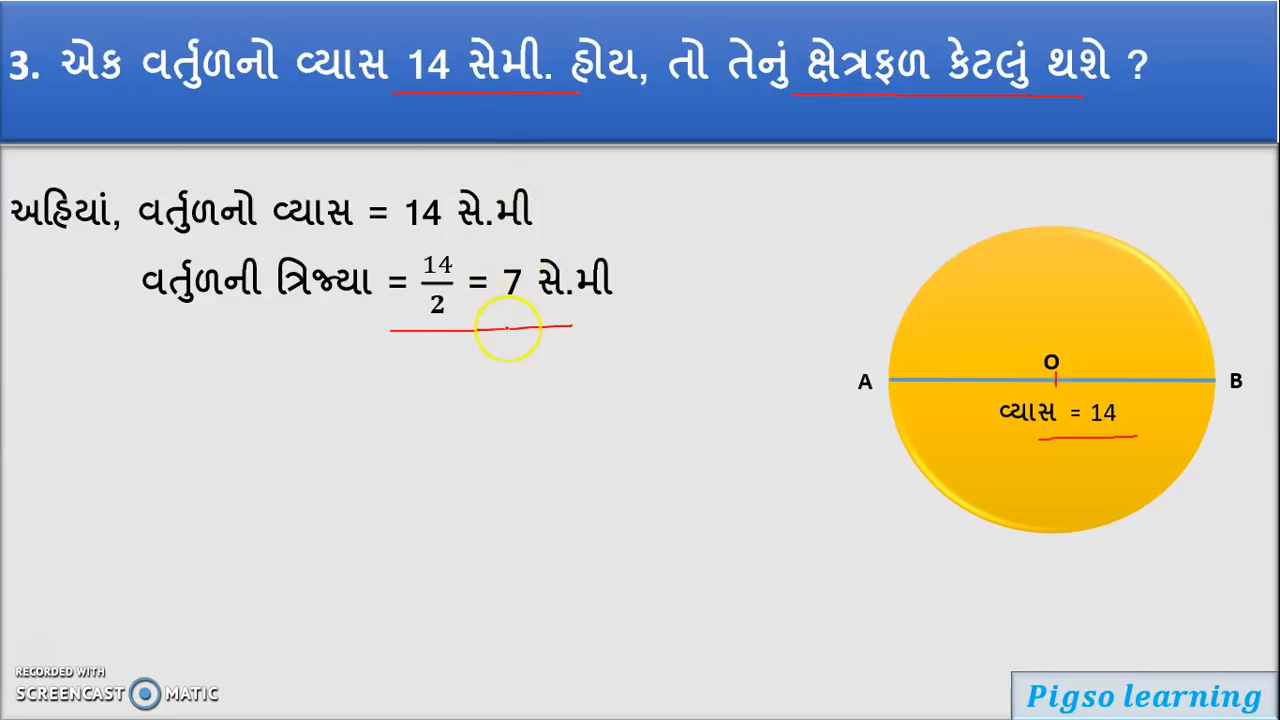 3. એક વર્તુળનો વ્યાસ 14 સેમી. હોય, તો તેનું ક્ષેત્રફળ કેટલું થશે ?
અહિયાં, વર્તુળનો વ્યાસ = 14 સે.મી
વર્તુળની ત્રિજ્યા = 14/2 = 7 સે.મી
O
A B
વ્યાસ = 14
RECORDED WITH
SCREENCAST MATIC
Pigso learning